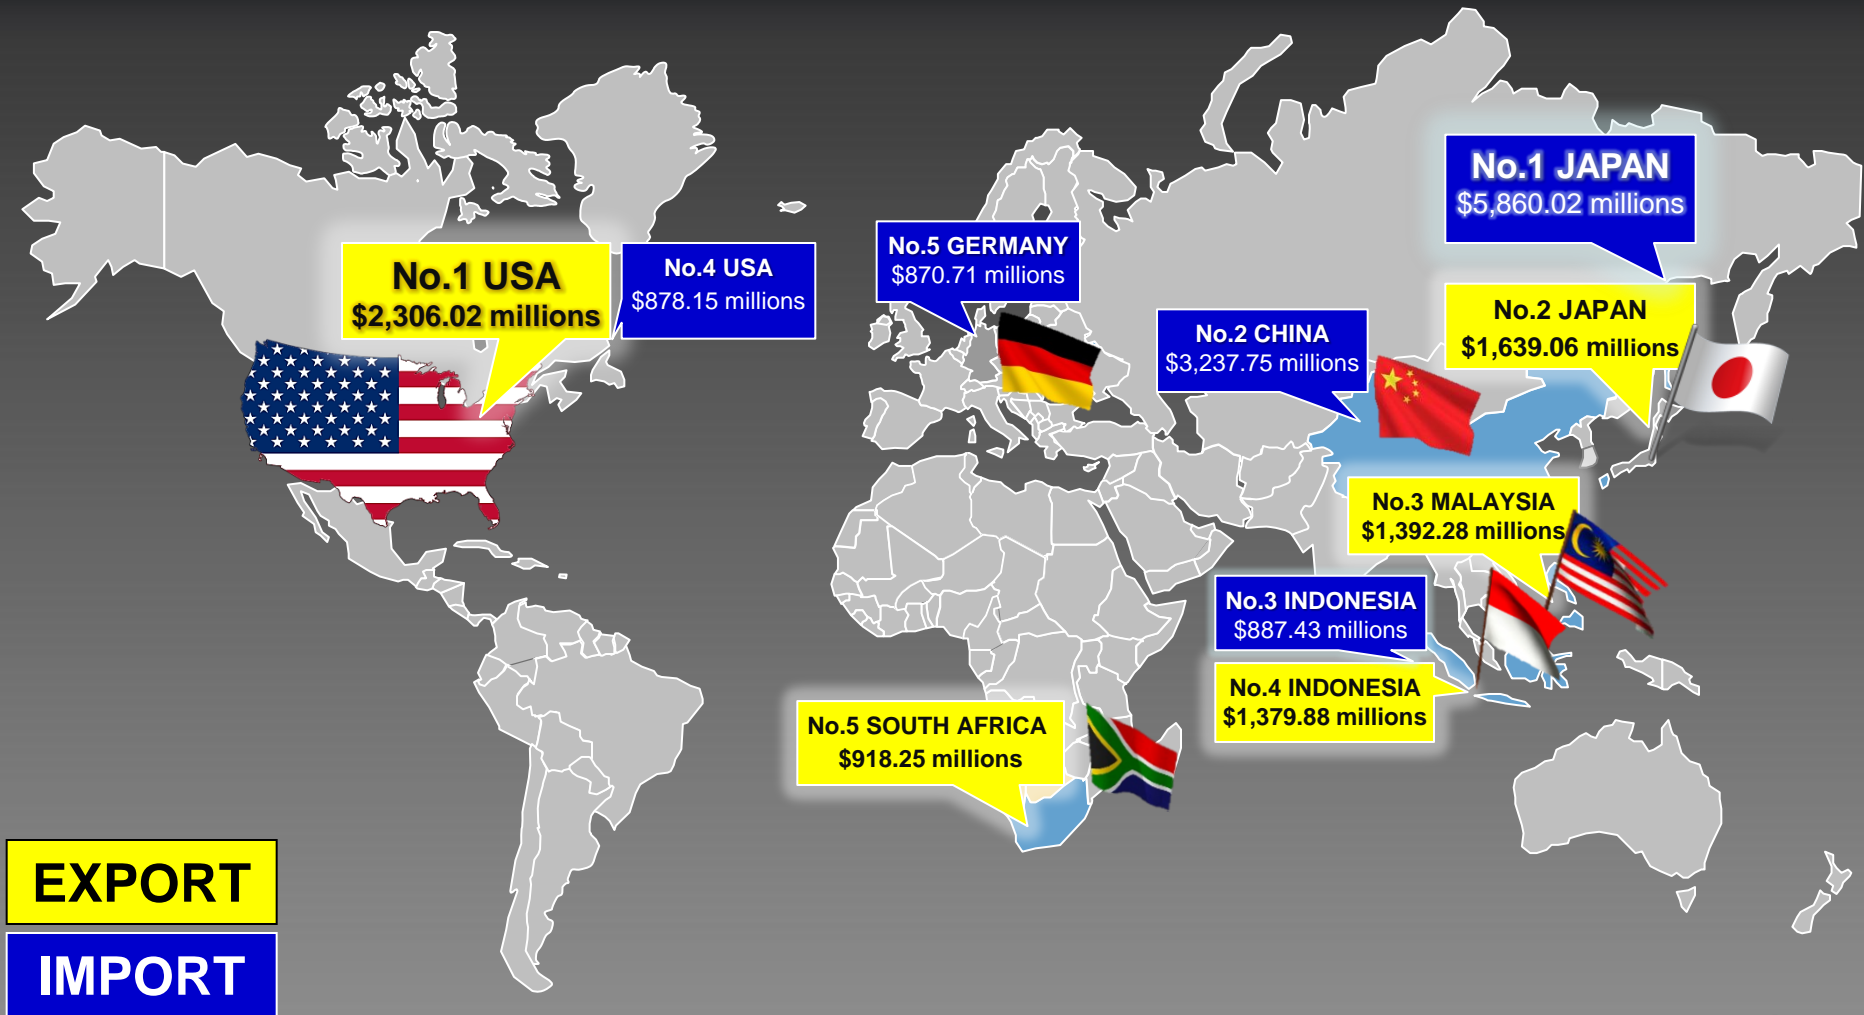 No.1 JAPAN
$5,860.02 millions
No.5 GERMANY
$870.71 millions
No.1 USA
$2,306.02 millions
No.4 USA
$878.15 millions
No.2 JAPAN
$1,639.06 millions
No.2 CHINA
$3,237.75 millions
No.3 MALAYSIA
$1,392.28 millions
No.3 INDONESIA
$887.43 millions
No.4 INDONESIA
$1,379.88 millions
No.5 SOUTH AFRICA
$918.25 millions
EXPORT
IMPORT